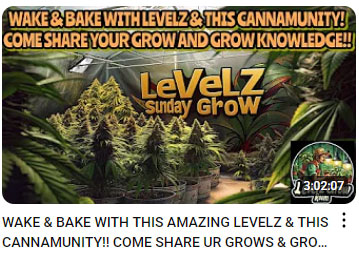 WAKE & BAKE WITH LEVELZ & THIS CANNAMUNITY!
COME SHARE YOUR GROW AND GROW KNOWLEDGE!!
LeVeLZ
SunDay GroW
3:02:07
WAKE & BAKE WITH THIS AMAZING LEVELZ & THIS
CANNAMUNITY!! COME SHARE UR GROWS & GRO...